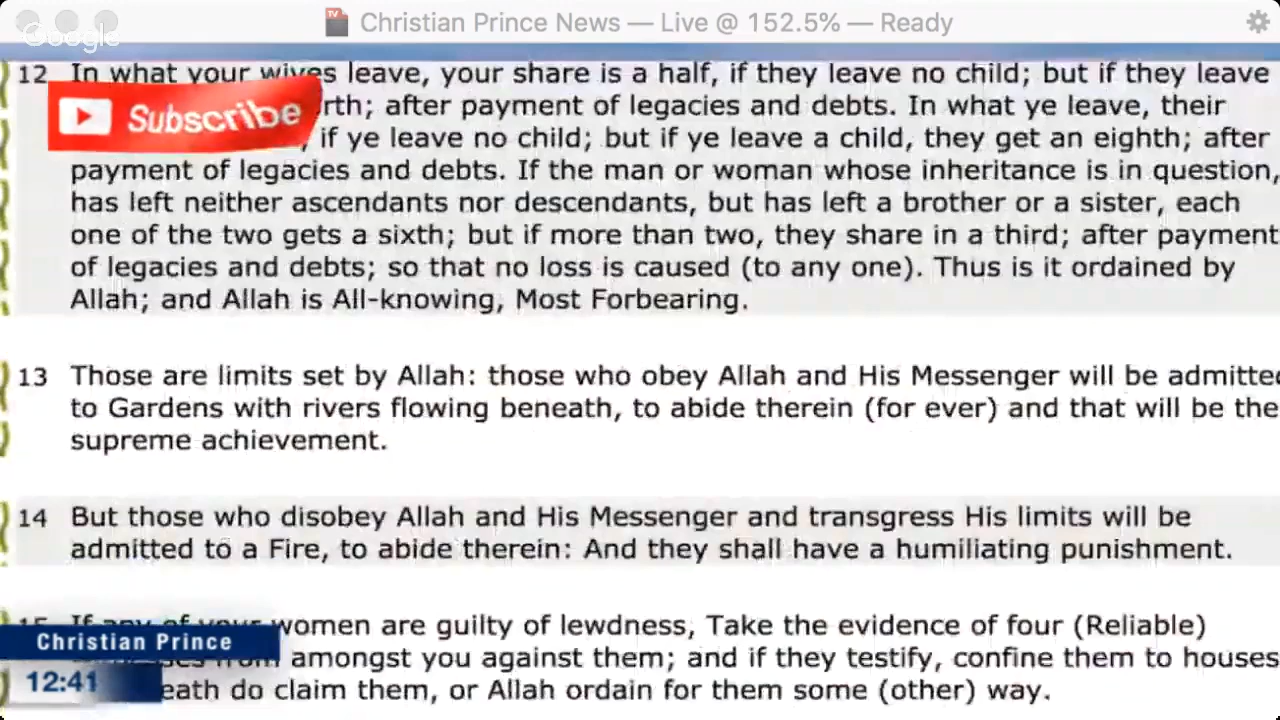 Christian Prince News — Live @ 152.5% — Ready
Google
12 In what your wives leave, your share is a half, if they leave no child; but if they leave
Subscribe
rth; after payment of legacies and debts. In what ye leave, their
, if ye leave no child; but if ye leave a child, they get an eighth; after
payment of legacies and debts. If the man or woman whose inheritance is in question,
has left neither ascendants nor descendants, but has left a brother or a sister, each
one of the two gets a sixth; but if more than two, they share in a third; after payment
of legacies and debts; so that no loss is caused (to any one). Thus is it ordained by
Allah; and Allah is All-knowing, Most Forbearing.
13 Those are limits set by Allah: those who obey Allah and His Messenger will be admitted
to Gardens with rivers flowing beneath, to abide therein (for ever) and that will be the
supreme achievement.
14 But those who disobey Allah and His Messenger and transgress His limits will be
admitted to a Fire, to abide therein: And they shall have a humiliating punishment.
15 If any of your women are guilty of lewdness, Take the evidence of four (Reliable)
Christian Prince
from amongst you against them; and if they testify, confine them to houses
12:41
eath do claim them, or Allah ordain for them some (other) way.